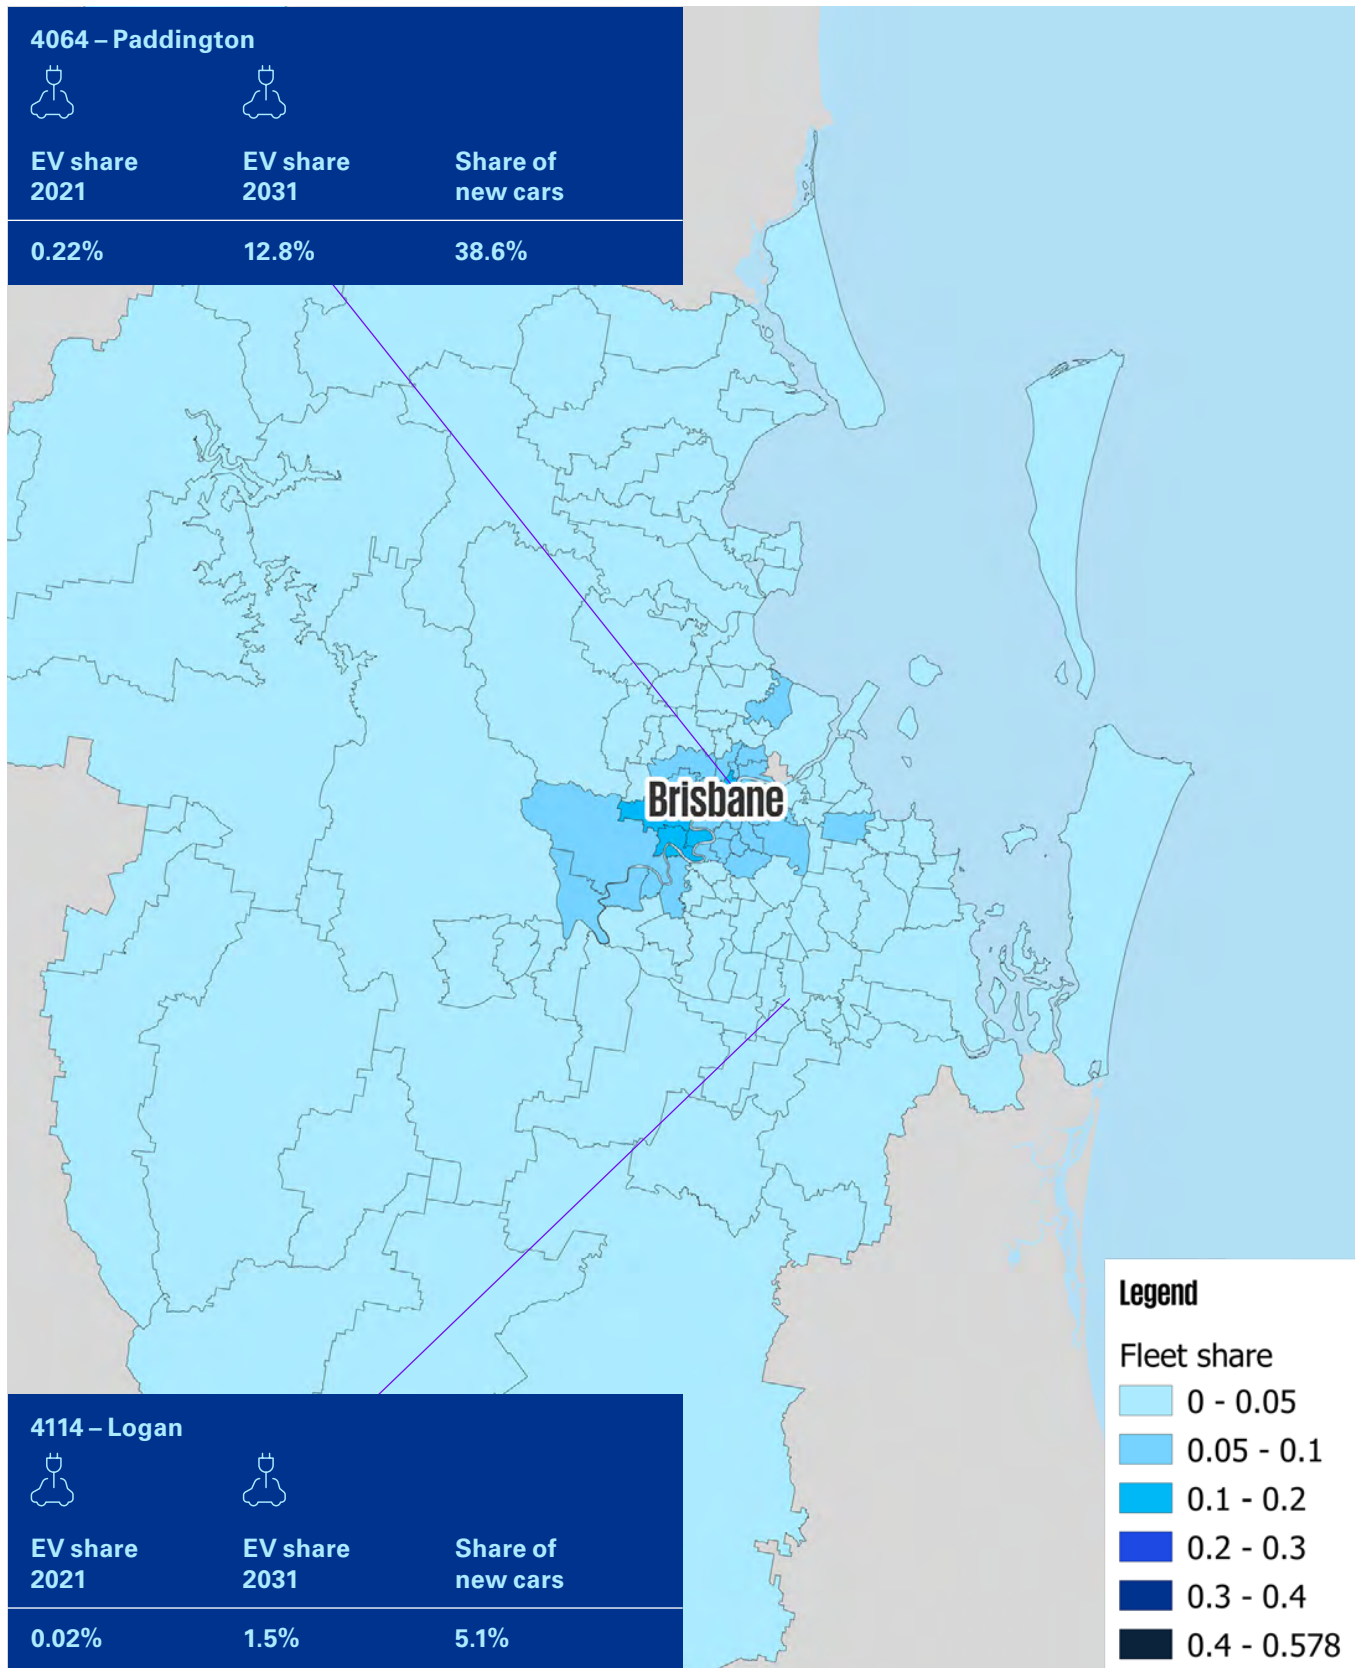 4064 – Paddington
EV share 2021
EV share 2031
Share of new cars
0.22%
12.8%
38.6%
Brisbane
4114 – Logan
EV share 2021
EV share 2031
Share of new cars
0.02%
1.5%
5.1%
Legend
Fleet share
0 - 0.05
0.05 - 0.1
0.1 - 0.2
0.2 - 0.3
0.3 - 0.4
0.4 - 0.578